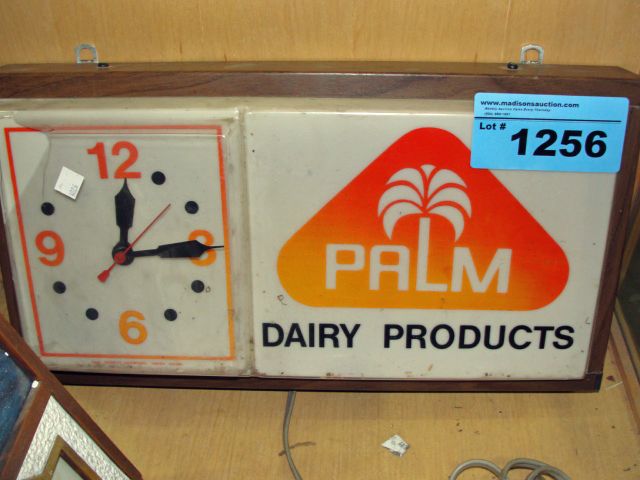 www.madisonsauction.com
Lot # 1256
12
9
3
6
PALM
DAIRY PRODUCTS